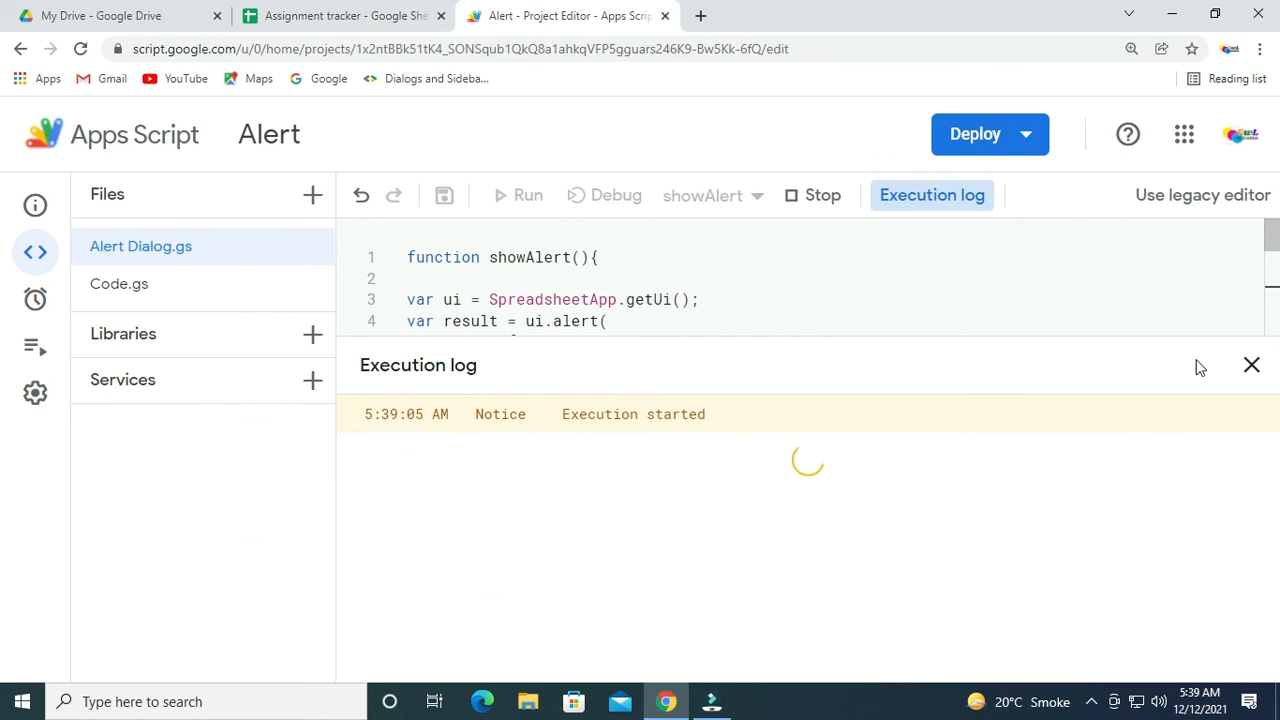 My Drive - Google Drive
Assignment tracker - Google She
Alert - Project Editor - Apps Scrip
script.google.com/u/0/home/projects/1x2ntBBk51tK4_SONSqub1QkQ8a1ahkqVFP5gguars246K9-Bw5Kk-6fQ/edit
Apps
Gmail
YouTube
Maps
Google
Dialogs and Sideba...
Reading list
Apps Script
Alert
Deploy
Files
Run
Debug
showAlert
Stop
Execution log
Use legacy editor
Alert Dialog.gs
Code.gs
Libraries
Services
1 function showAlert(){
2
3 var ui = SpreadsheetApp.getUi();
4 var result = ui.alert(
Execution log
5:39:05 AM Notice Execution started
Type here to search
20°C Smoke
5:39 AM
12/12/2021